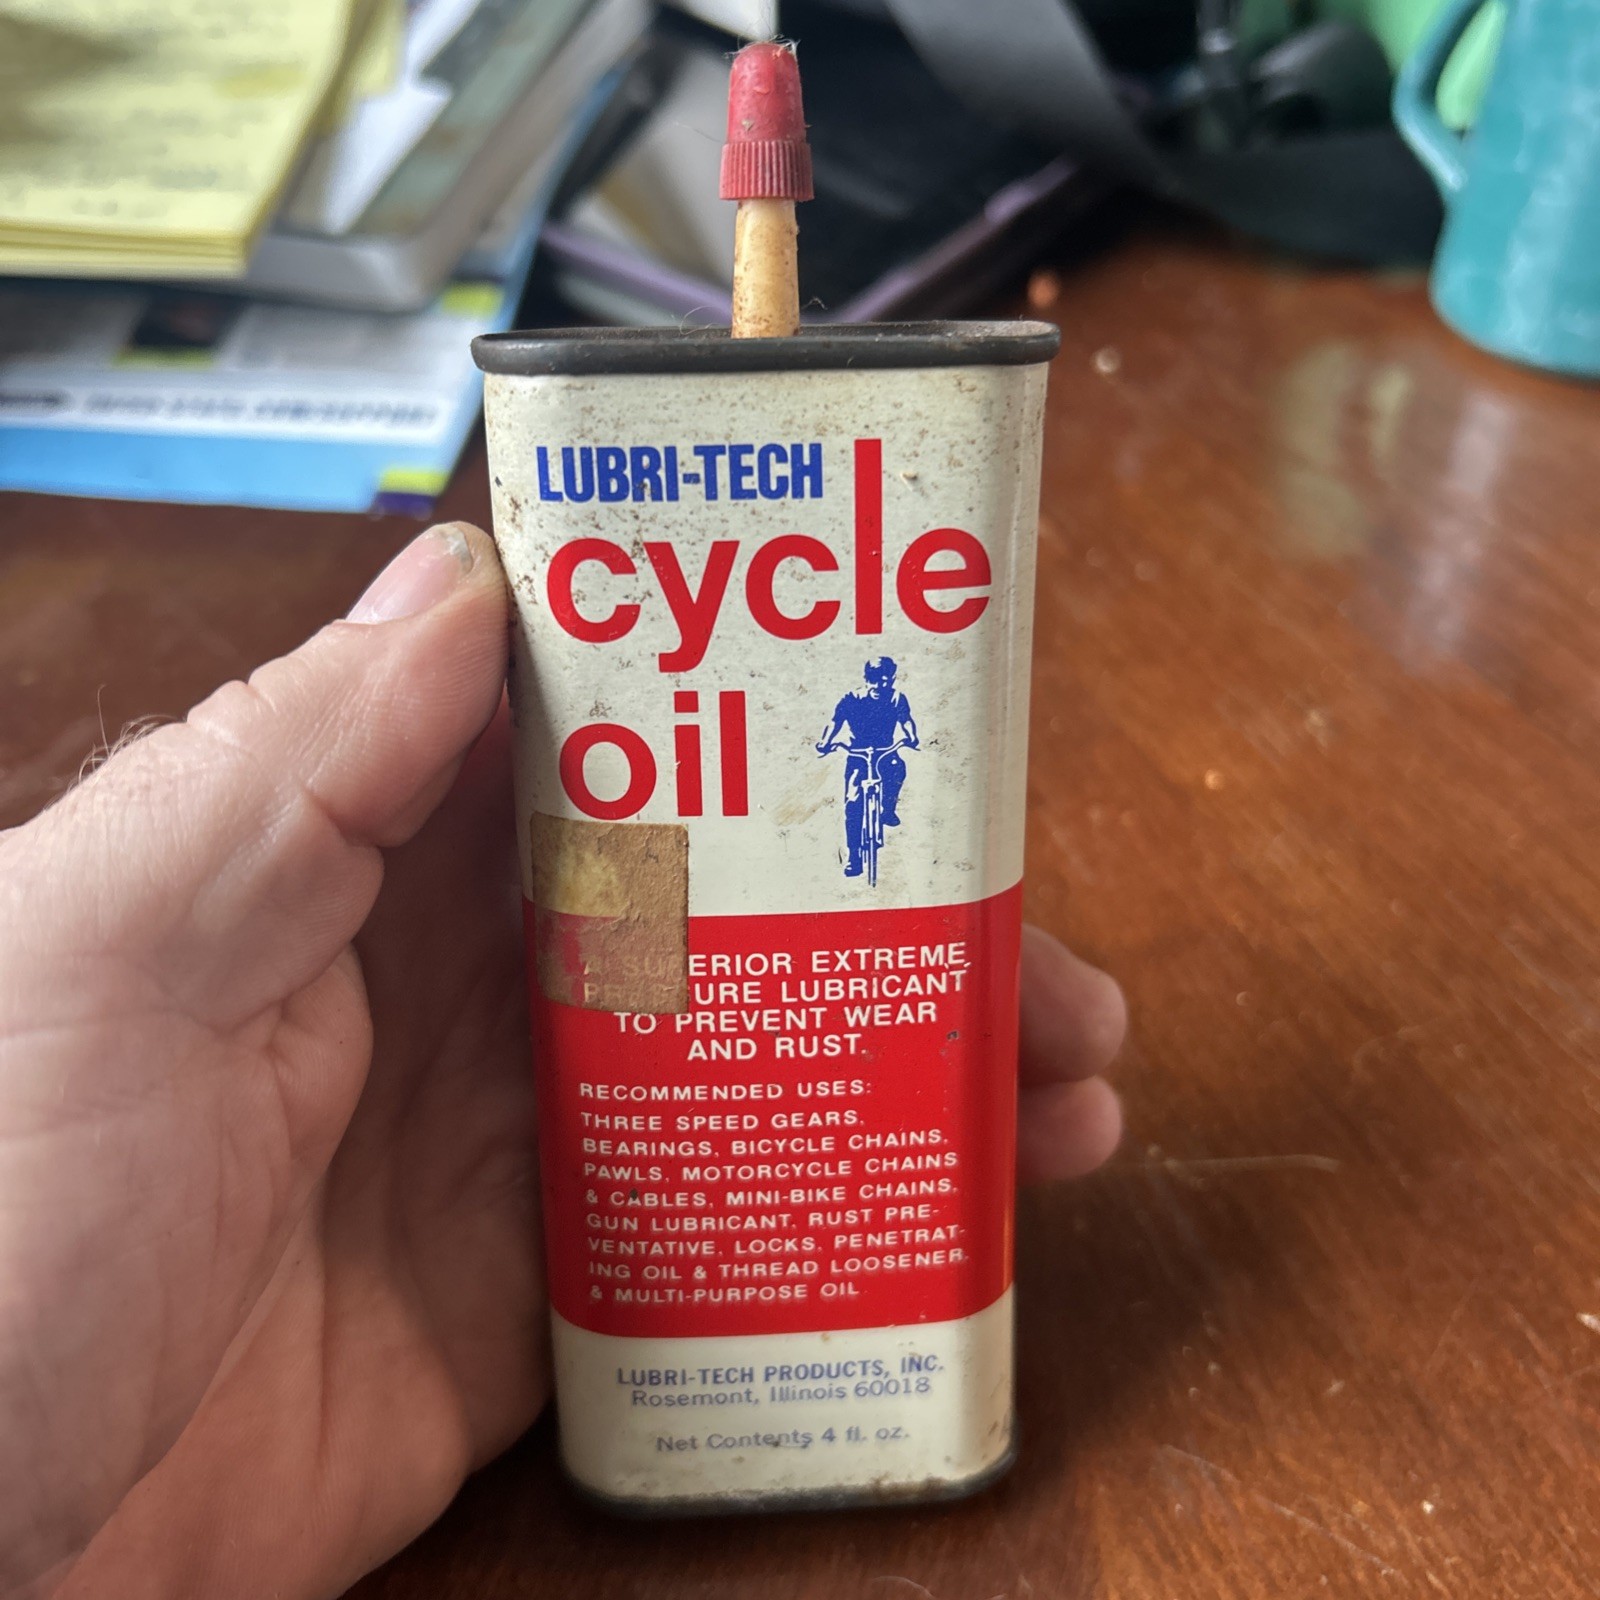 LUBRI-TECH
cycle
oil
A SUPERIOR EXTREME
PRESSURE LUBRICANT
TO PREVENT WEAR
AND RUST.
RECOMMENDED USES:
THREE SPEED GEARS,
BEARINGS, BICYCLE CHAINS,
PAWLS, MOTORCYCLE CHAINS
& CABLES, MINI-BIKE CHAINS,
GUN LUBRICANT, RUST PRE-
VENTATIVE, LOCKS, PENETRAT-
ING OIL & THREAD LOOSENER,
& MULTI-PURPOSE OIL
LUBRI-TECH PRODUCTS, INC.
Rosemont, Illinois 60018
Net Contents 4 fl. oz.